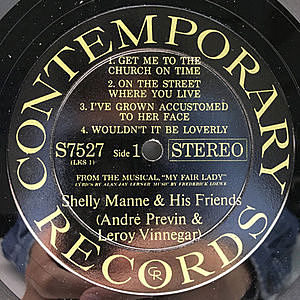 CONTEMPORARY
1. GET ME TO THE
CHURCH ON TIME
2. ON THE STREET
WHERE YOU LIVE
3. I'VE GROWN ACCUSTOMED
TO HER FACE
4. WOULDN'T IT BE LOVERLY
S7527 Side 1 STEREO
(LKS 1)
FROM THE MUSICAL, "MY FAIR LADY"
LYRICS BY ALAN JAY LERNER MUSIC BY FREDERICK LOEWE
Shelly Manne & His Friends
(André Previn &
Leroy Vinnegar)
CR
RECORDS